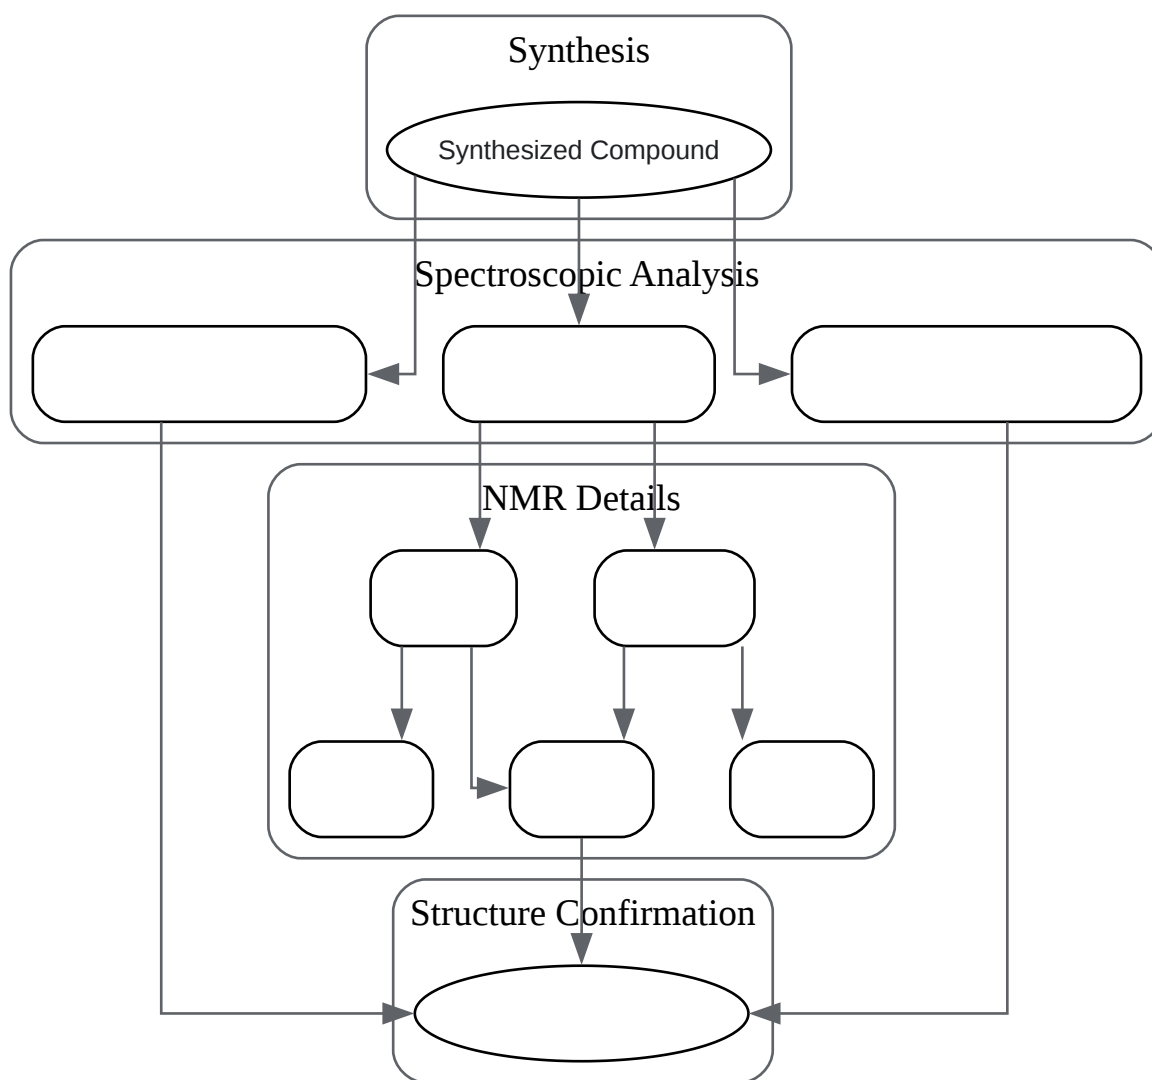 Synthesis
Synthesized Compound
Spectroscopic Analysis
NMR Details
Structure Confirmation